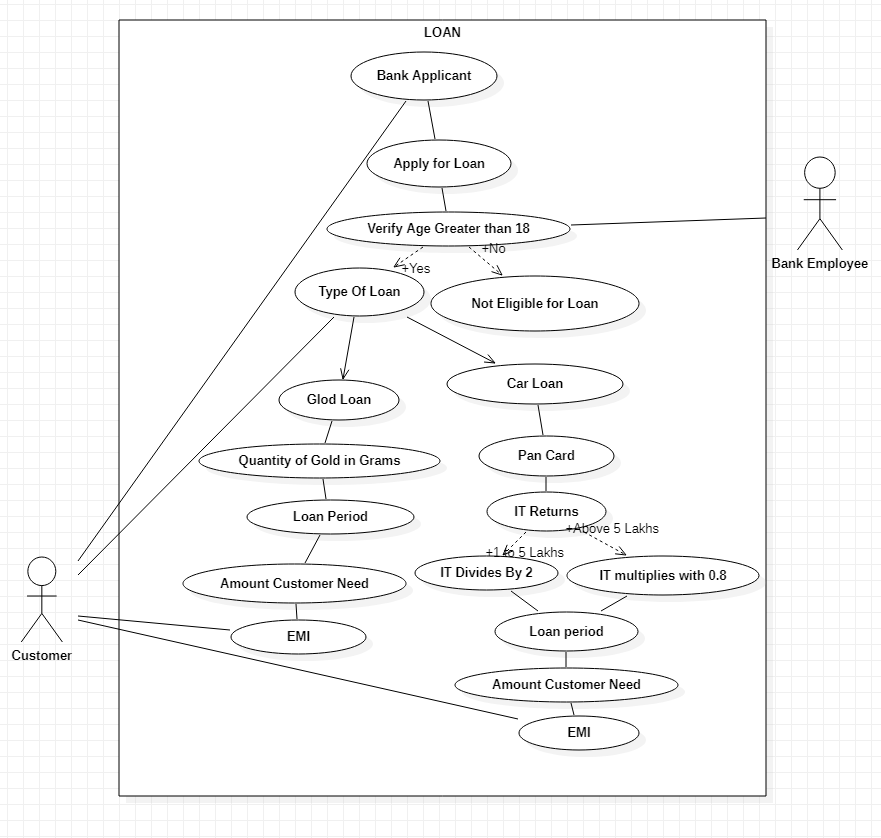 LOAN
Bank Applicant
Apply for Loan
Verify Age Greater than 18
+No
+Yes
Bank Employee
Type Of Loan
Not Eligible for Loan
Car Loan
Glod Loan
Pan Card
Quantity of Gold in Grams
IT Returns
Loan Period
+Above 5 Lakhs
+1 to 5 Lakhs
IT Divides By 2
IT multiplies with 0.8
Amount Customer Need
Loan period
EMI
Customer
Amount Customer Need
EMI